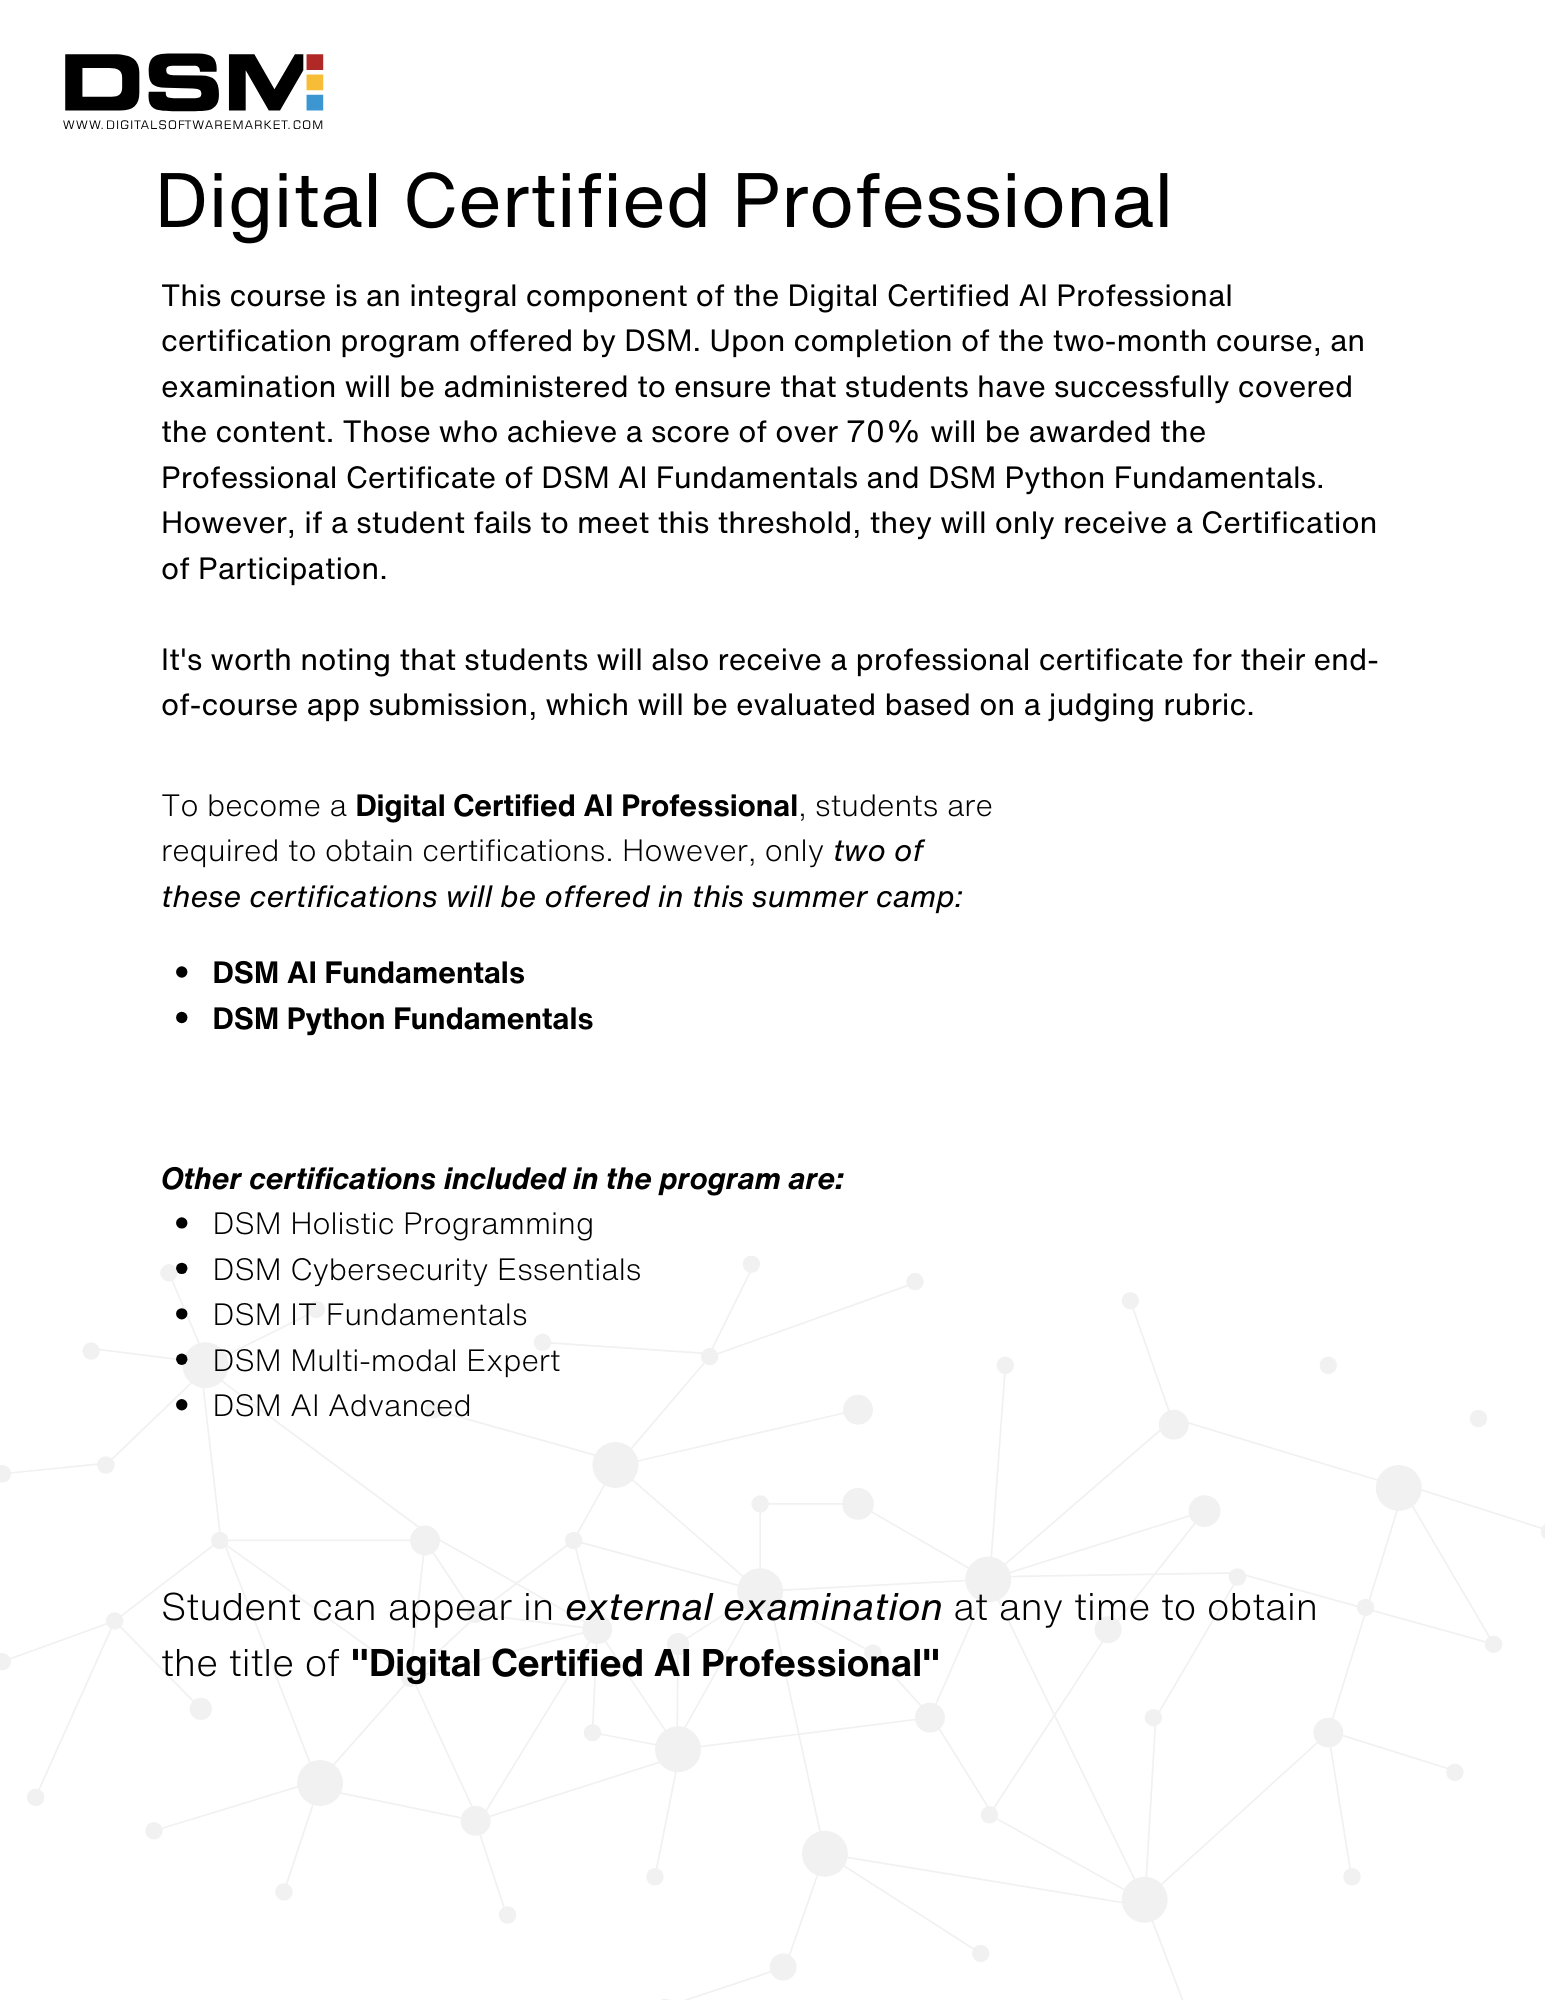 DSM
WWW.DIGITALSOFTWAREMARKET.COM
Digital Certified Professional
This course is an integral component of the Digital Certified AI Professional
certification program offered by DSM. Upon completion of the two-month course, an
examination will be administered to ensure that students have successfully covered
the content. Those who achieve a score of over 70% will be awarded the
Professional Certificate of DSM AI Fundamentals and DSM Python Fundamentals.
However, if a student fails to meet this threshold, they will only receive a Certification
of Participation.
It's worth noting that students will also receive a professional certificate for their end-
of-course app submission, which will be evaluated based on a judging rubric.
To become a Digital Certified AI Professional, students are
required to obtain certifications. However, only two of
these certifications will be offered in this summer camp:
• DSM AI Fundamentals
• DSM Python Fundamentals
Other certifications included in the program are:
• DSM Holistic Programming
• DSM Cybersecurity Essentials
• DSM IT Fundamentals
• DSM Multi-modal Expert
• DSM AI Advanced
Student can appear in external examination at any time to obtain
the title of "Digital Certified AI Professional"